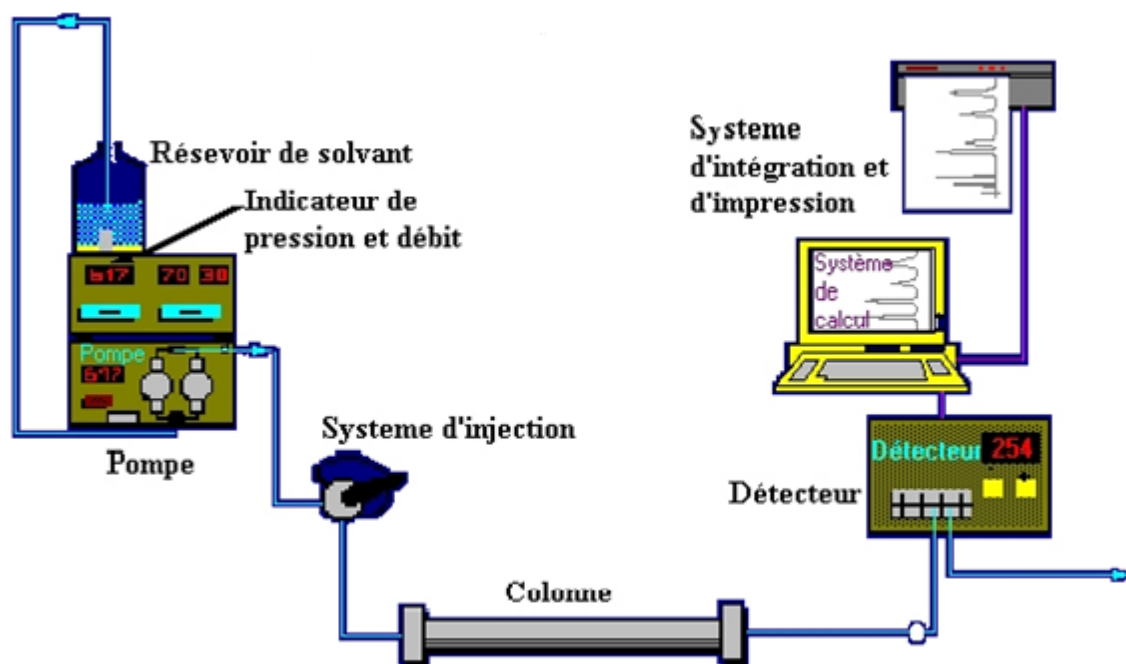 Résevoir de solvant
Indicateur de
pression et débit
617 70 30
Pompe
617
Pompe
Systeme d'injection
Colonne
Systeme
d'intégration et
d'impression
Système
de
calcul
Détecteur 254
- +
Détecteur